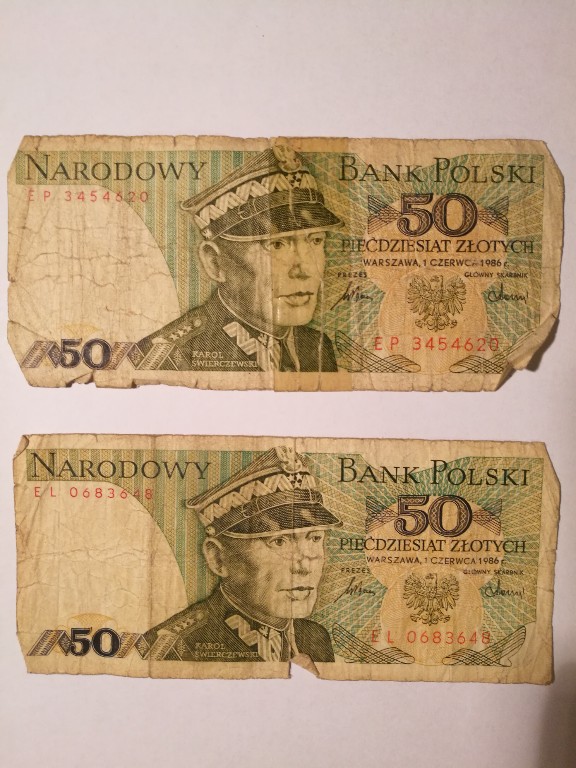 NARODOWY BANK POLSKI
EP 3454620
50
PIĘĆDZIESIĄT ZŁOTYCH
WARSZAWA, 1 CZERWCA 1986 r.
PREZES GŁÓWNY SKARBNIK
EP 3454620
50
KAROL
ŚWIERCZEWSKI
NARODOWY BANK POLSKI
EL 0683648
50
PIĘĆDZIESIĄT ZŁOTYCH
WARSZAWA, 1 CZERWCA 1986 r.
PREZES GŁÓWNY SKARBNIK
EL 0683648
50
KAROL
ŚWIERCZEWSKI